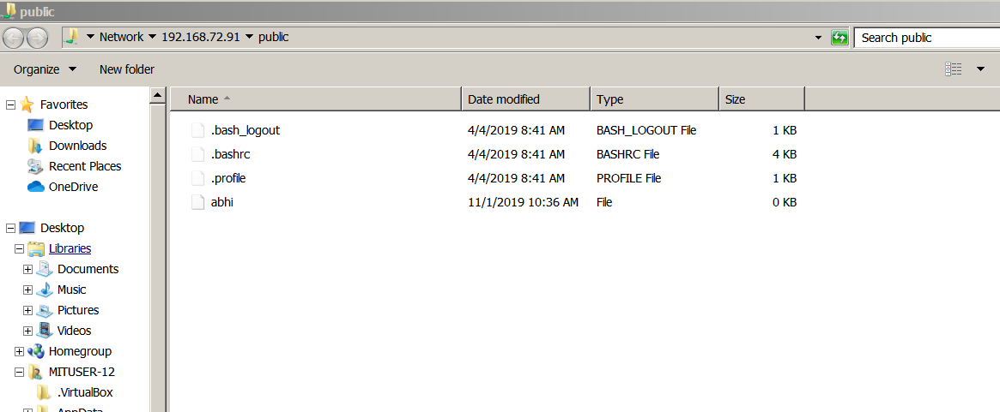 public
Network 192.168.72.91 public
Search public
Organize New folder
Name Date modified Type Size
Favorites
Desktop
Downloads
Recent Places
OneDrive
Desktop
Libraries
Documents
Music
Pictures
Videos
Homegroup
MITUSER-12
.VirtualBox
AppData
.bash_logout 4/4/2019 8:41 AM BASH_LOGOUT File 1 KB
.bashrc 4/4/2019 8:41 AM BASHRC File 4 KB
.profile 4/4/2019 8:41 AM PROFILE File 1 KB
abhi 11/1/2019 10:36 AM File 0 KB